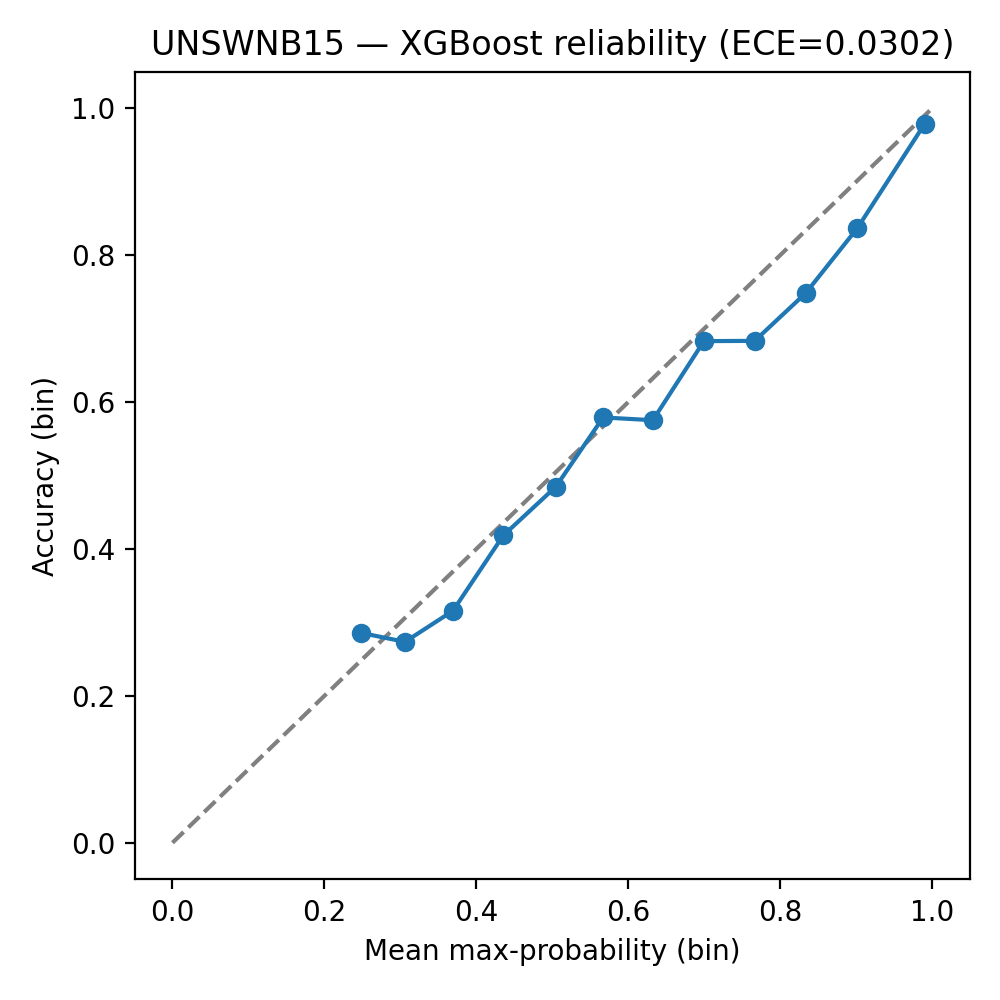 UNSWNB15 — XGBoost reliability (ECE=0.0302)
1.0
0.8
0.6
0.4
0.2
0.0
Accuracy (bin)
0.0 0.2 0.4 0.6 0.8 1.0
Mean max-probability (bin)